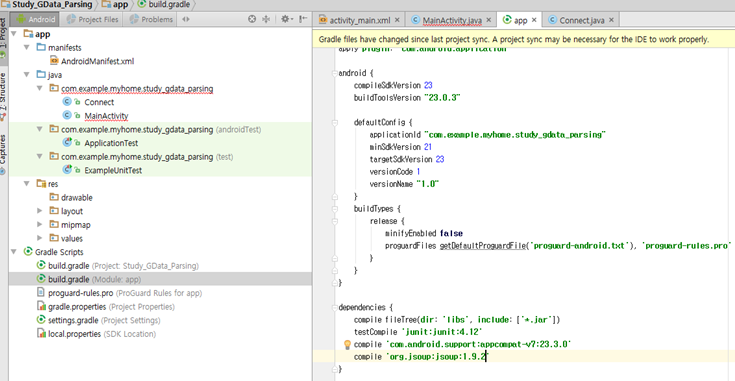 Study_GData_Parsing app build.gradle
Android Project Files Problems
activity_main.xml MainActivity.java app Connect.java
Gradle files have changed since last project sync. A project sync may be necessary for the IDE to work properly.
1: Project
7: Structure
Captures
app
manifests
AndroidManifest.xml
java
com.example.myhome.study_gdata_parsing
Connect
MainActivity
com.example.myhome.study_gdata_parsing (androidTest)
ApplicationTest
com.example.myhome.study_gdata_parsing (test)
ExampleUnitTest
res
drawable
layout
mipmap
values
Gradle Scripts
build.gradle (Project: Study_GData_Parsing)
build.gradle (Module: app)
proguard-rules.pro (ProGuard Rules for app)
gradle.properties (Project Properties)
settings.gradle (Project Settings)
local.properties (SDK Location)
apply plugin: 'com.android.application'
android {
compileSdkVersion 23
buildToolsVersion "23.0.3"
defaultConfig {
applicationId "com.example.myhome.study_gdata_parsing"
minSdkVersion 21
targetSdkVersion 23
versionCode 1
versionName "1.0"
}
buildTypes {
release {
minifyEnabled false
proguardFiles getDefaultProguardFile('proguard-android.txt'), 'proguard-rules.pro'
}
}
}
dependencies {
compile fileTree(dir: 'libs', include: ['*.jar'])
testCompile 'junit:junit:4.12'
compile 'com.android.support:appcompat-v7:23.3.0'
compile 'org.jsoup:jsoup:1.9.2'
}